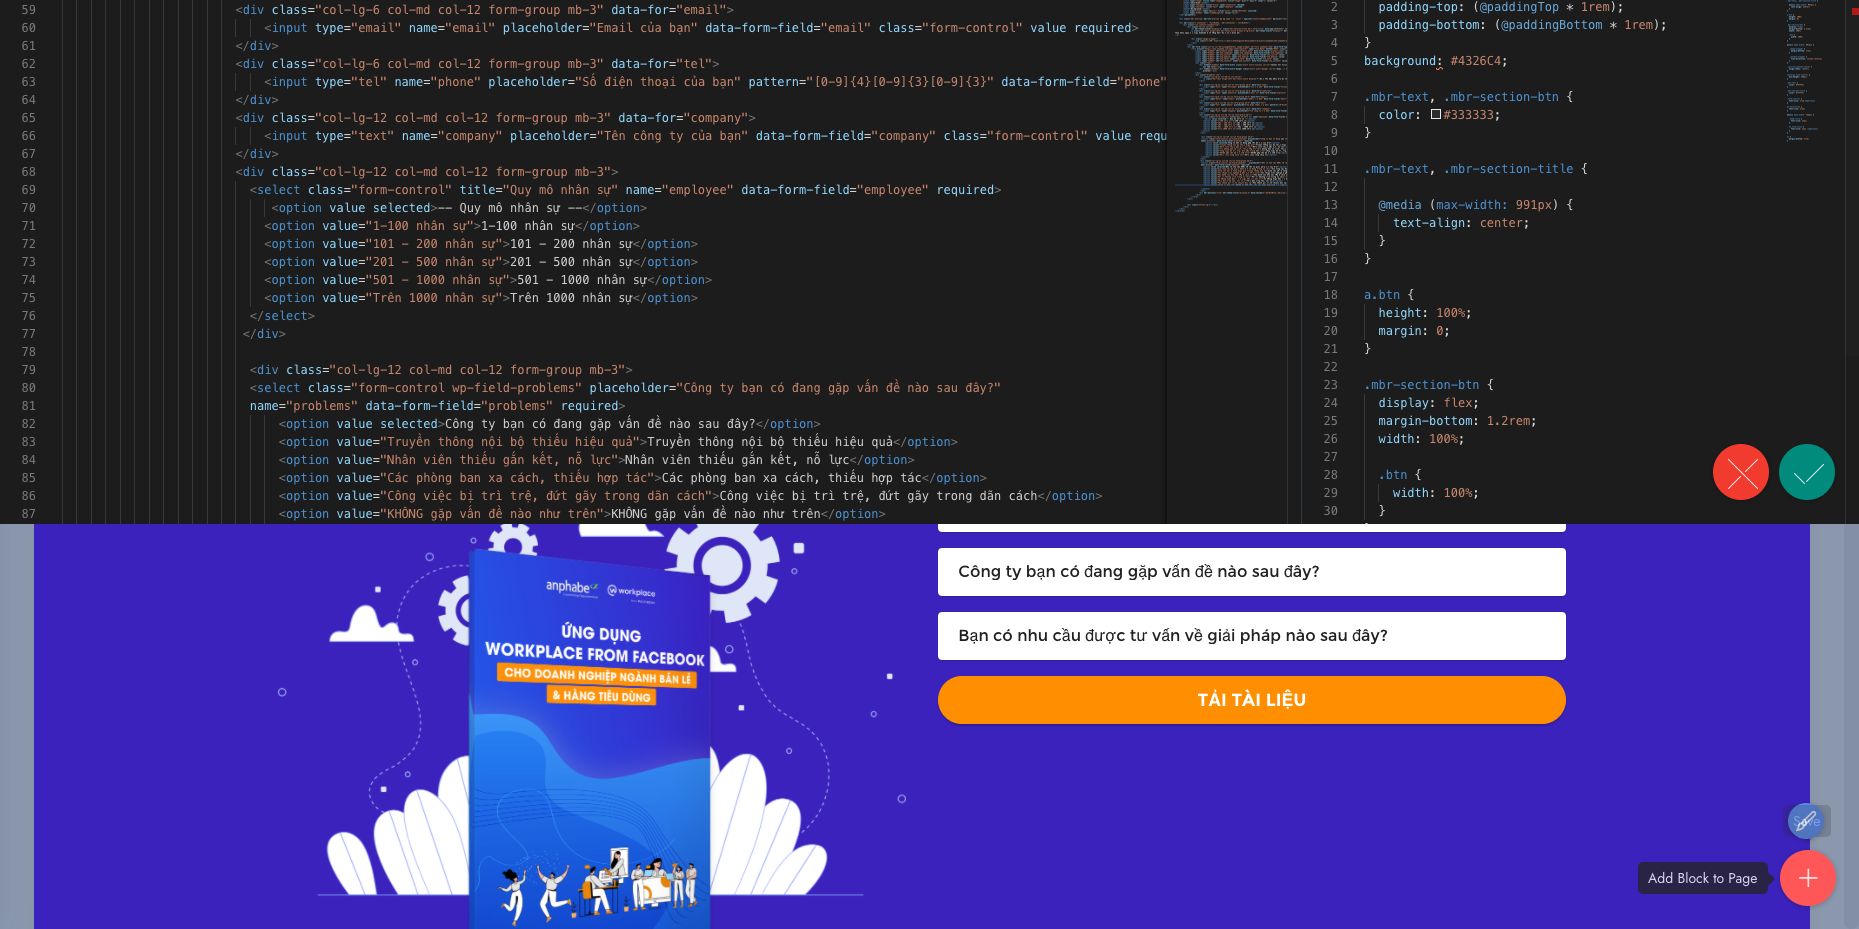 59 <div class="col-lg-6 col-md col-12 form-group mb-3" data-for="email">
60 <input type="email" name="email" placeholder="Email của bạn" data-form-field="email" class="form-control" value required>
61 </div>
62 <div class="col-lg-6 col-md col-12 form-group mb-3" data-for="tel">
63 <input type="tel" name="phone" placeholder="Số điện thoại của bạn" pattern="[0-9]{4}[0-9]{3}[0-9]{3}" data-form-field="phone"
64 </div>
65 <div class="col-lg-12 col-md col-12 form-group mb-3" data-for="company">
66 <input type="text" name="company" placeholder="Tên công ty của bạn" data-form-field="company" class="form-control" value requ
67 </div>
68 <div class="col-lg-12 col-md col-12 form-group mb-3">
69 <select class="form-control" title="Quy mô nhân sự" name="employee" data-form-field="employee" required>
70 <option value selected>-- Quy mô nhân sự --</option>
71 <option value="1-100 nhân sự">1-100 nhân sự</option>
72 <option value="101 - 200 nhân sự">101 - 200 nhân sự</option>
73 <option value="201 - 500 nhân sự">201 - 500 nhân sự</option>
74 <option value="501 - 1000 nhân sự">501 - 1000 nhân sự</option>
75 <option value="Trên 1000 nhân sự">Trên 1000 nhân sự</option>
76 </select>
77 </div>
78
79 <div class="col-lg-12 col-md col-12 form-group mb-3">
80 <select class="form-control wp-field-problems" placeholder="Công ty bạn có đang gặp vấn đề nào sau đây?"
81 name="problems" data-form-field="problems" required>
82 <option value selected>Công ty bạn có đang gặp vấn đề nào sau đây?</option>
83 <option value="Truyền thông nội bộ thiếu hiệu quả">Truyền thông nội bộ thiếu hiệu quả</option>
84 <option value="Nhân viên thiếu gắn kết, nỗ lực">Nhân viên thiếu gắn kết, nỗ lực</option>
85 <option value="Các phòng ban xa cách, thiếu hợp tác">Các phòng ban xa cách, thiếu hợp tác</option>
86 <option value="Công việc bị trì trệ, đứt gãy trong dãn cách">Công việc bị trì trệ, đứt gãy trong dãn cách</option>
87 <option value="KHÔNG gặp vấn đề nào như trên">KHÔNG gặp vấn đề nào như trên</option>
2 padding-top: (@paddingTop * 1rem);
3 padding-bottom: (@paddingBottom * 1rem);
4 }
5 background: #4326C4;
6
7 .mbr-text, .mbr-section-btn {
8 color: #333333;
9 }
10
11 .mbr-text, .mbr-section-title {
12
13 @media (max-width: 991px) {
14 text-align: center;
15 }
16 }
17
18 a.btn {
19 height: 100%;
20 margin: 0;
21 }
22
23 .mbr-section-btn {
24 display: flex;
25 margin-bottom: 1.2rem;
26 width: 100%;
27
28 .btn {
29 width: 100%;
30 }
anphabe workplace
ỨNG DỤNG
WORKPLACE FROM FACEBOOK
CHO DOANH NGHIỆP NGÀNH BÁN LẺ
& HÀNG TIÊU DÙNG
Công ty bạn có đang gặp vấn đề nào sau đây?
Bạn có nhu cầu được tư vấn về giải pháp nào sau đây?
TẢI TÀI LIỆU
Add Block to Page